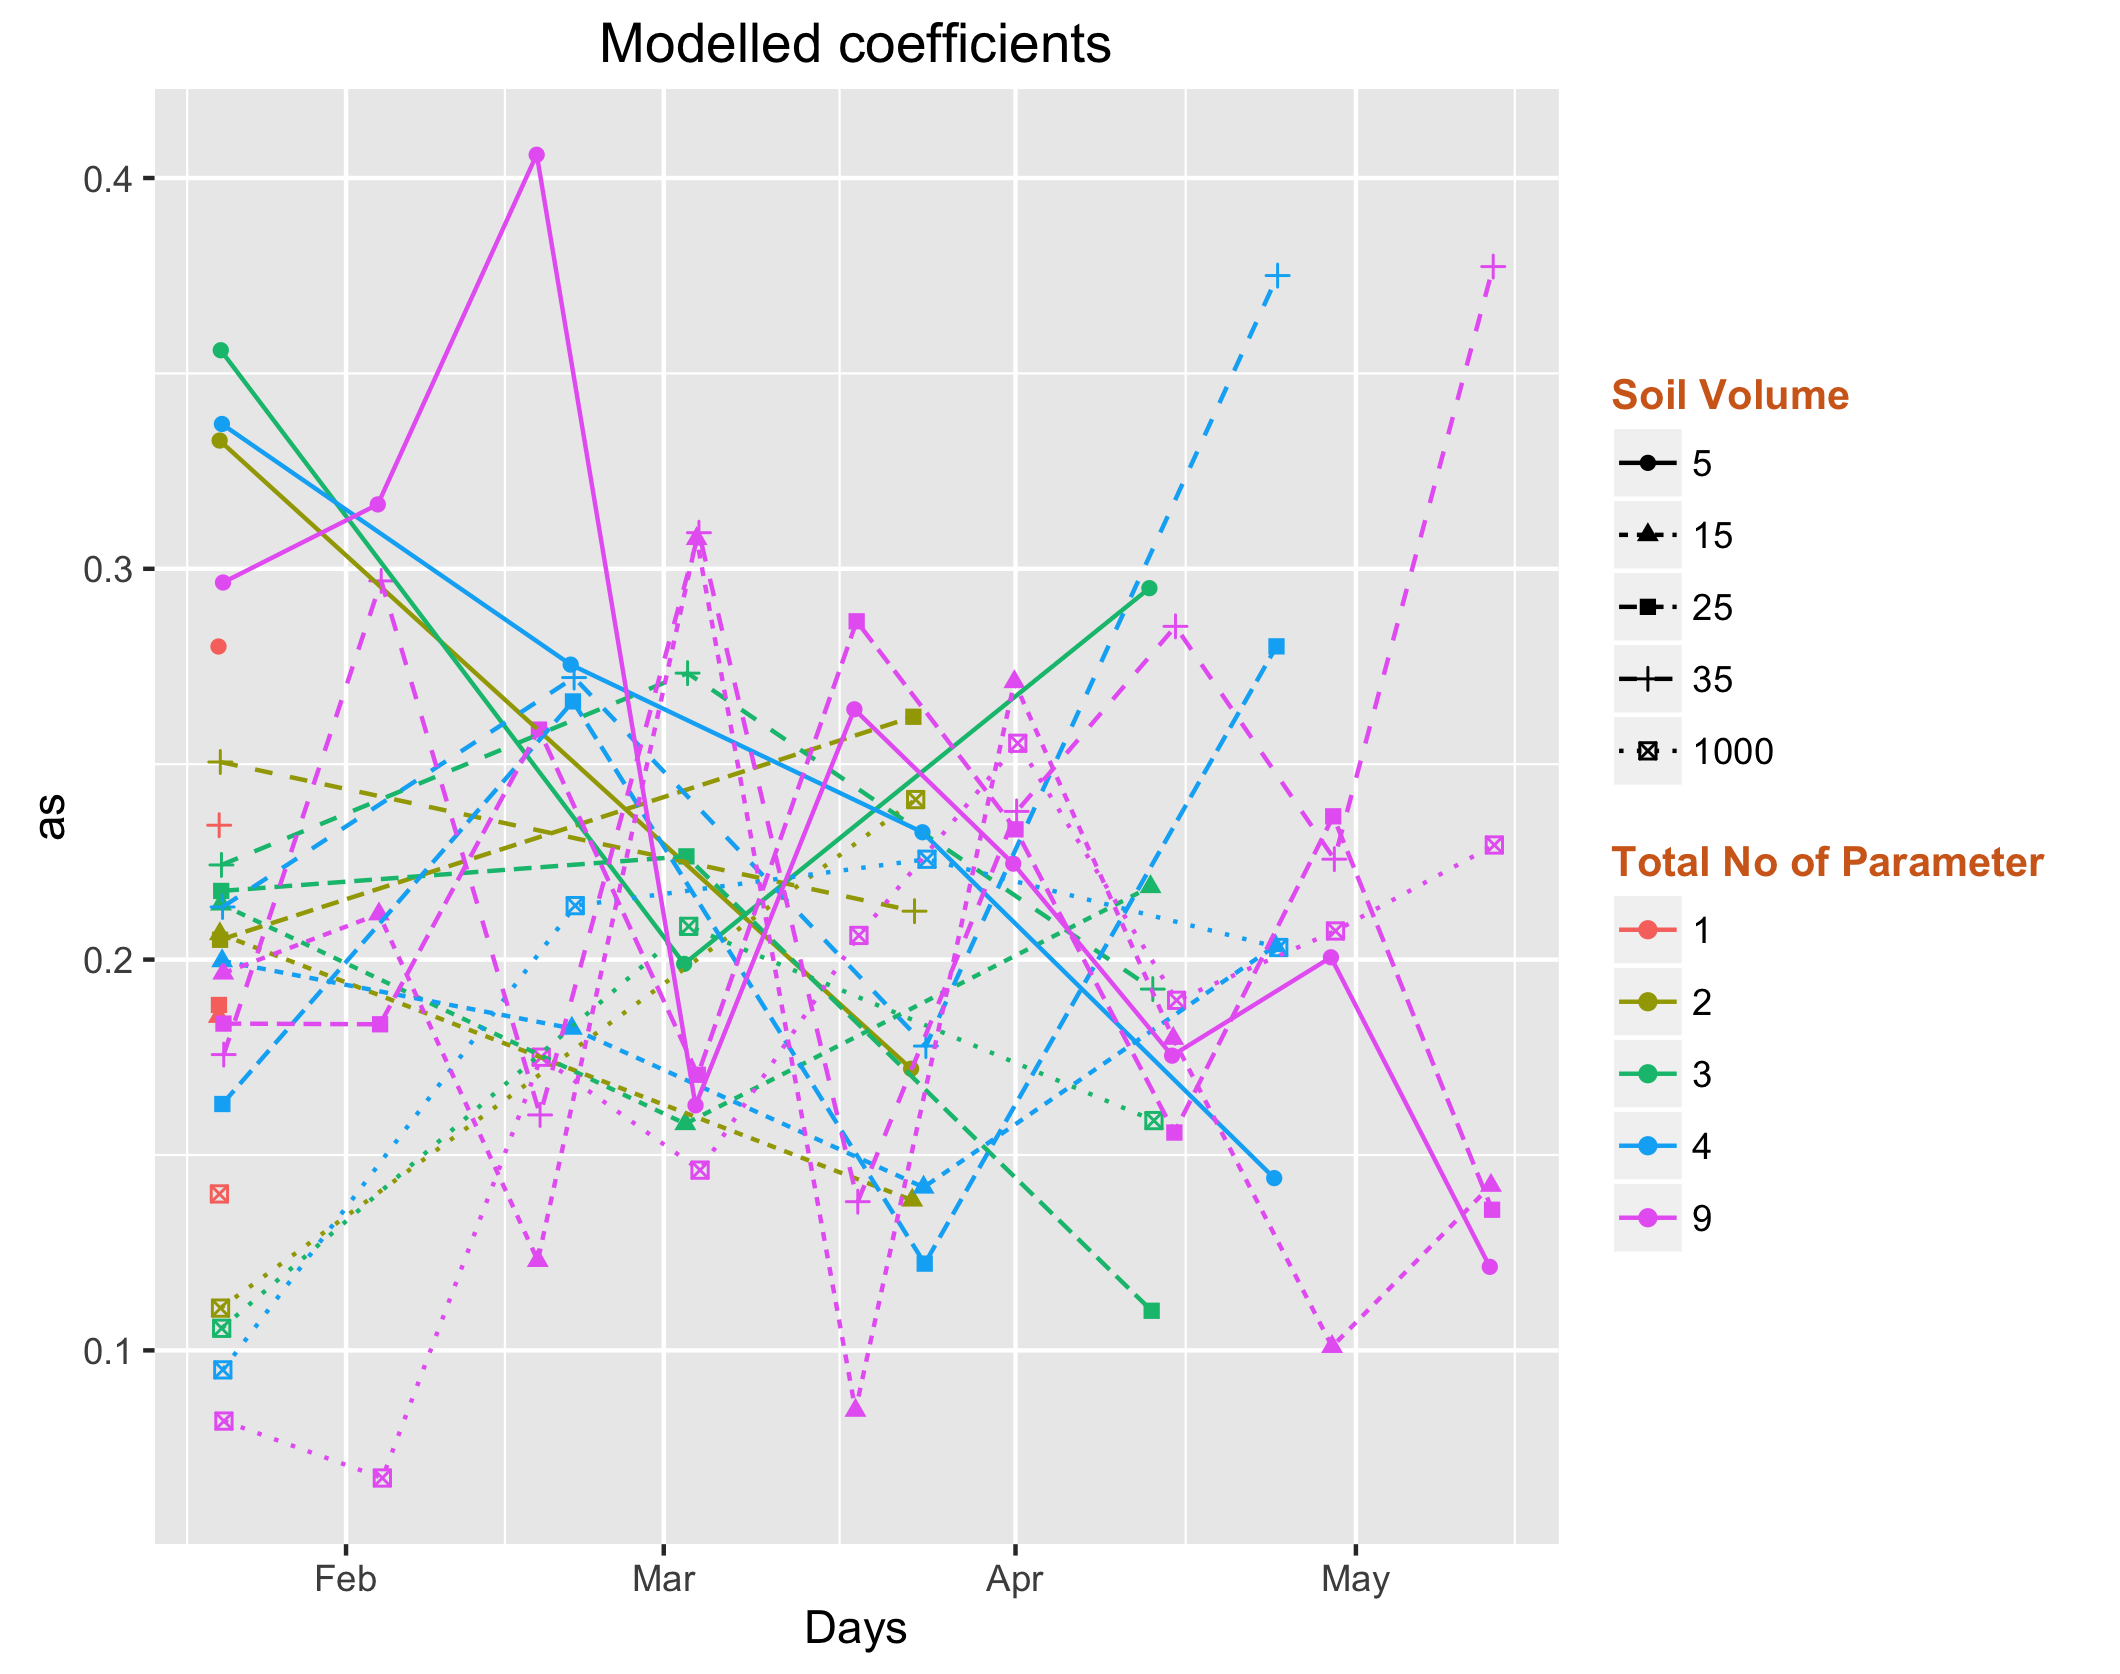 Modelled coefficients
0.4
0.3
0.2
0.1
as
Feb
Mar
Apr
May
Days
Soil Volume
5
15
25
35
1000
Total No of Parameter
1
2
3
4
9